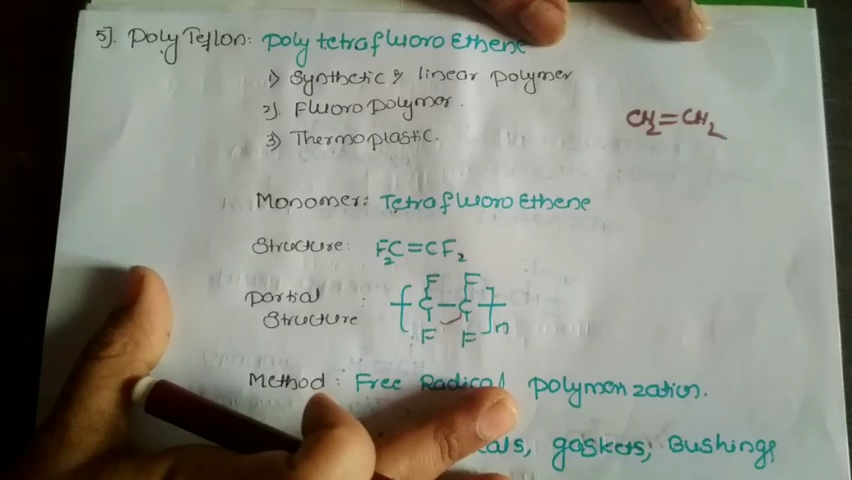 5]. Poly Teflon: Poly tetrafluoro Ethene
1) Synthetic & linear polymer
2). Fluoro polymer.
3) Thermoplastic.
CH2=CH2
Monomer: Tetrafluoro Ethene
Structure: F2C=CF2
Partial : F F
Structure [C-C]n
F F
Method: Free Radical polymerization.
gaskets, Bushings